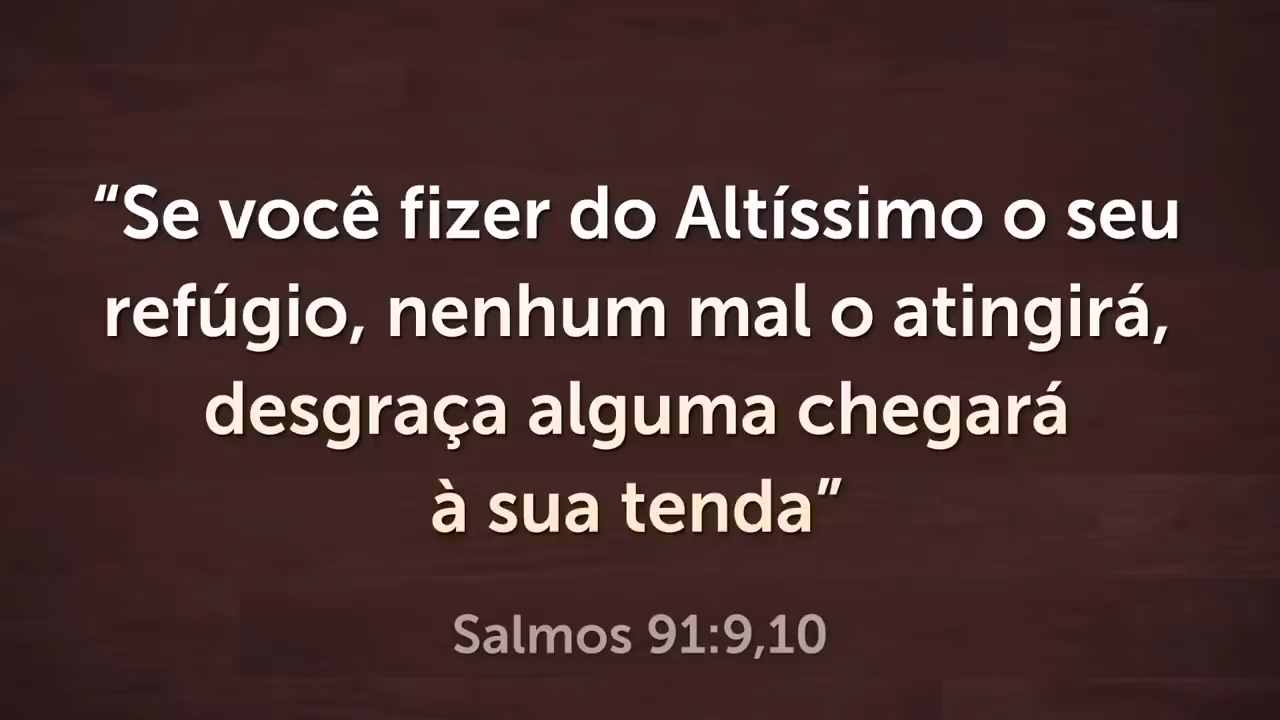 “Se você fizer do Altíssimo o seu
refúgio, nenhum mal o atingirá,
desgraça alguma chegará
à sua tenda”
Salmos 91:9,10